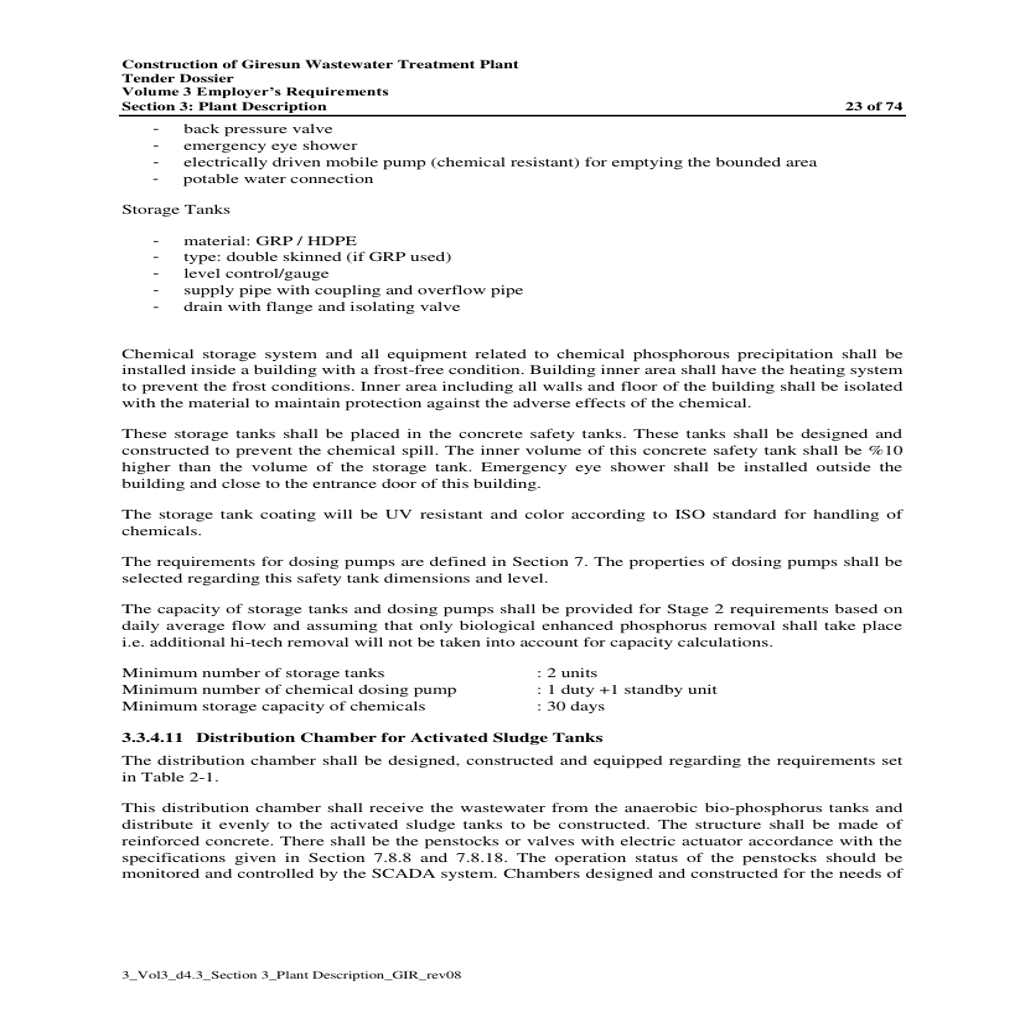 Construction of Giresun Wastewater Treatment Plant
Tender Dossier
Volume 3 Employer's Requirements
Section 3: Plant Description 23 of 74
- back pressure valve
- emergency eye shower
- electrically driven mobile pump (chemical resistant) for emptying the bounded area
- potable water connection
Storage Tanks
- material: GRP / HDPE
- type: double skinned (if GRP used)
- level control/gauge
- supply pipe with coupling and overflow pipe
- drain with flange and isolating valve
Chemical storage system and all equipment related to chemical phosphorous precipitation shall be
installed inside a building with a frost-free condition. Building inner area shall have the heating system
to prevent the frost conditions. Inner area including all walls and floor of the building shall be isolated
with the material to maintain protection against the adverse effects of the chemical.
These storage tanks shall be placed in the concrete safety tanks. These tanks shall be designed and
constructed to prevent the chemical spill. The inner volume of this concrete safety tank shall be %10
higher than the volume of the storage tank. Emergency eye shower shall be installed outside the
building and close to the entrance door of this building.
The storage tank coating will be UV resistant and color according to ISO standard for handling of
chemicals.
The requirements for dosing pumps are defined in Section 7. The properties of dosing pumps shall be
selected regarding this safety tank dimensions and level.
The capacity of storage tanks and dosing pumps shall be provided for Stage 2 requirements based on
daily average flow and assuming that only biological enhanced phosphorus removal shall take place
i.e. additional hi-tech removal will not be taken into account for capacity calculations.
Minimum number of storage tanks : 2 units
Minimum number of chemical dosing pump : 1 duty +1 standby unit
Minimum storage capacity of chemicals : 30 days
3.3.4.11 Distribution Chamber for Activated Sludge Tanks
The distribution chamber shall be designed, constructed and equipped regarding the requirements set
in Table 2-1.
This distribution chamber shall receive the wastewater from the anaerobic bio-phosphorus tanks and
distribute it evenly to the activated sludge tanks to be constructed. The structure shall be made of
reinforced concrete. There shall be the penstocks or valves with electric actuator accordance with the
specifications given in Section 7.8.8 and 7.8.18. The operation status of the penstocks should be
monitored and controlled by the SCADA system. Chambers designed and constructed for the needs of
3_Vol3_d4.3_Section 3_Plant Description_GIR_rev08